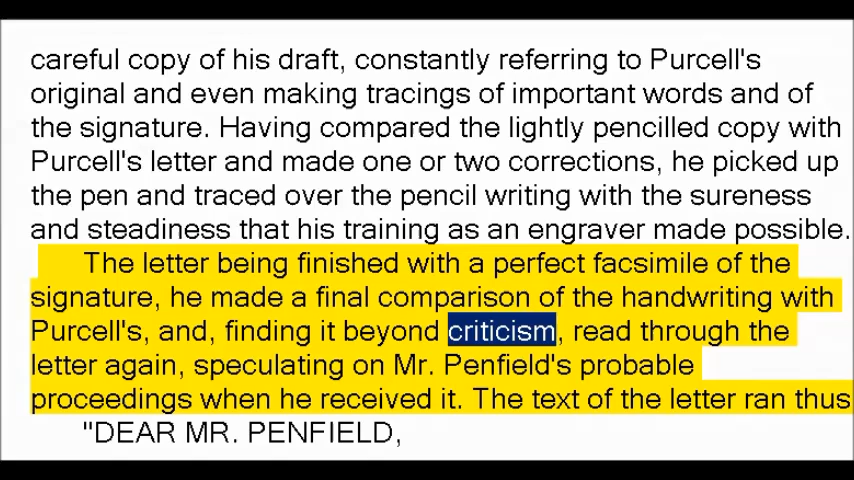 careful copy of his draft, constantly referring to Purcell's
original and even making tracings of important words and of
the signature. Having compared the lightly pencilled copy with
Purcell's letter and made one or two corrections, he picked up
the pen and traced over the pencil writing with the sureness
and steadiness that his training as an engraver made possible.
The letter being finished with a perfect facsimile of the
signature, he made a final comparison of the handwriting with
Purcell's, and, finding it beyond criticism, read through the
letter again, speculating on Mr. Penfield's probable
proceedings when he received it. The text of the letter ran thus
"DEAR MR. PENFIELD,